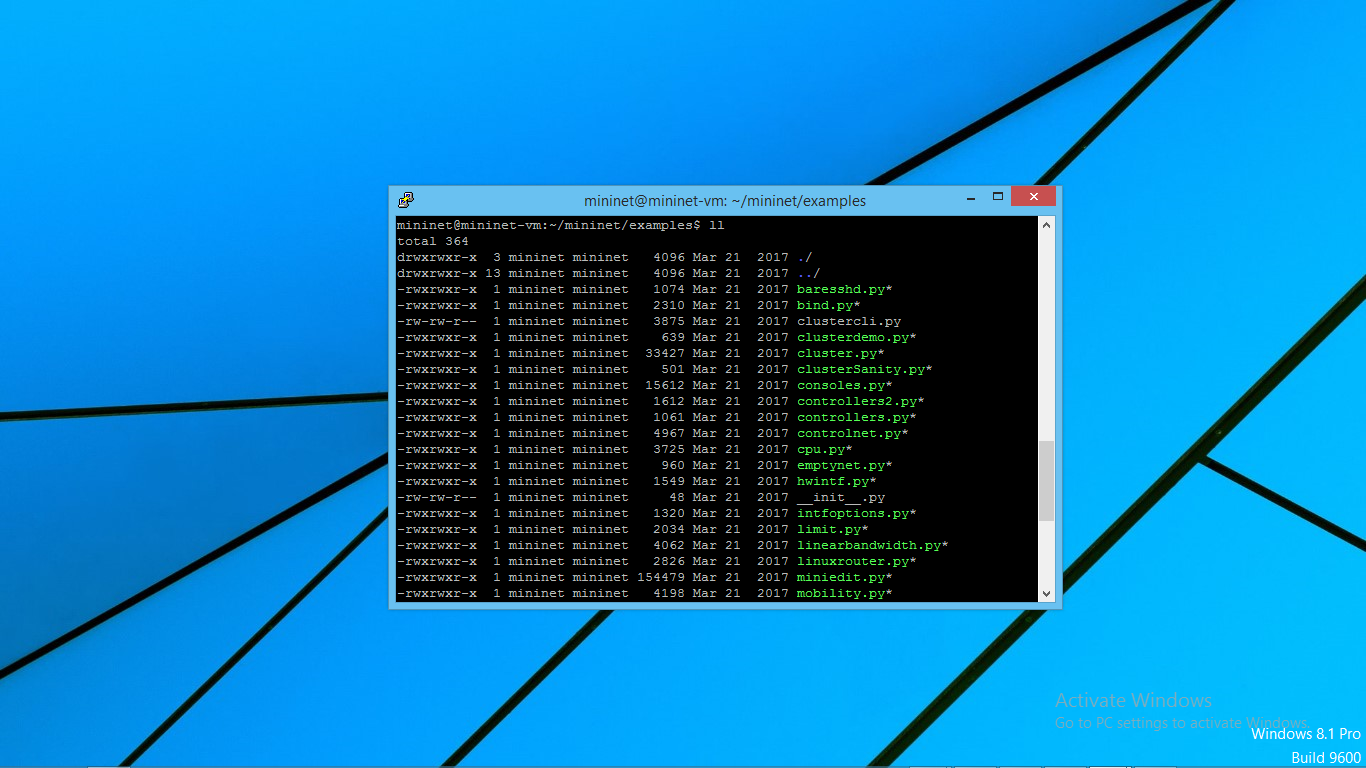 mininet@mininet-vm: ~/mininet/examples
mininet@mininet-vm:~/mininet/examples$ ll
total 364
drwxrwxr-x  3 mininet mininet   4096 Mar 21  2017 ./
drwxrwxr-x 13 mininet mininet   4096 Mar 21  2017 ../
-rwxrwxr-x  1 mininet mininet   1074 Mar 21  2017 baresshd.py*
-rwxrwxr-x  1 mininet mininet   2310 Mar 21  2017 bind.py*
-rw-rw-r--  1 mininet mininet   3875 Mar 21  2017 clustercli.py
-rwxrwxr-x  1 mininet mininet    639 Mar 21  2017 clusterdemo.py*
-rwxrwxr-x  1 mininet mininet  33427 Mar 21  2017 cluster.py*
-rwxrwxr-x  1 mininet mininet    501 Mar 21  2017 clusterSanity.py*
-rwxrwxr-x  1 mininet mininet  15612 Mar 21  2017 consoles.py*
-rwxrwxr-x  1 mininet mininet   1612 Mar 21  2017 controllers2.py*
-rwxrwxr-x  1 mininet mininet   1061 Mar 21  2017 controllers.py*
-rwxrwxr-x  1 mininet mininet   4967 Mar 21  2017 controlnet.py*
-rwxrwxr-x  1 mininet mininet   3725 Mar 21  2017 cpu.py*
-rwxrwxr-x  1 mininet mininet    960 Mar 21  2017 emptynet.py*
-rwxrwxr-x  1 mininet mininet   1549 Mar 21  2017 hwintf.py*
-rw-rw-r--  1 mininet mininet     48 Mar 21  2017 __init__.py
-rwxrwxr-x  1 mininet mininet   1320 Mar 21  2017 intfoptions.py*
-rwxrwxr-x  1 mininet mininet   2034 Mar 21  2017 limit.py*
-rwxrwxr-x  1 mininet mininet   4062 Mar 21  2017 linearbandwidth.py*
-rwxrwxr-x  1 mininet mininet   2826 Mar 21  2017 linuxrouter.py*
-rwxrwxr-x  1 mininet mininet 154479 Mar 21  2017 miniedit.py*
-rwxrwxr-x  1 mininet mininet   4198 Mar 21  2017 mobility.py*
Activate Windows
Go to PC settings to activate Windows.
Windows 8.1 Pro
Build 9600